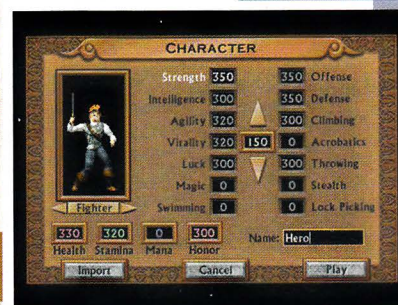 CHARACTER
Strength 350 350 Offense
Intelligence 300 350 Defense
Agility 320 300 Climbing
Vitality 320 150 0 Acrobatics
Luck 300 300 Throwing
Magic 0 0 Stealth
Swimming 0 0 Lock Picking
Fighter
330 320 0 300
Health Stamina Mana Honor
Name: Hero
Import Cancel Play